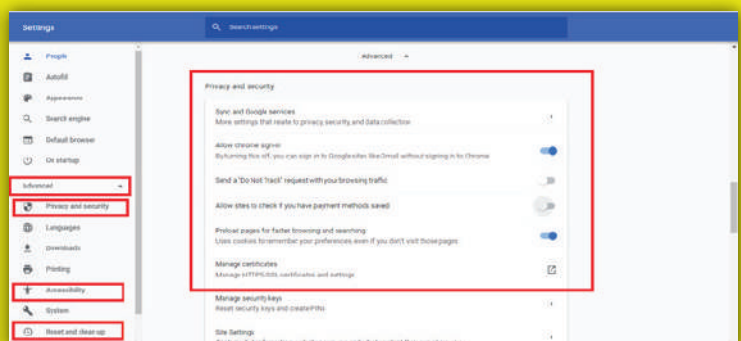 Settings
Search settings
People
Autofill
Appearance
Search engine
Default browser
On startup
Advanced
Privacy and security
Languages
Downloads
Printing
Accessibility
System
Reset and clean up
Advanced
Privacy and security
Sync and Google services
More settings that relate to privacy, security, and data collection
Allow Chrome sign-in
By turning this off, you can sign in to Google sites like Gmail without signing in to Chrome
Send a "Do Not Track" request with your browsing traffic
Allow sites to check if you have payment methods saved
Preload pages for faster browsing and searching
Uses cookies to remember your preferences, even if you don't visit those pages
Manage certificates
Manage HTTPS/SSL certificates and settings
Manage security keys
Reset security keys and create PINs
Site Settings